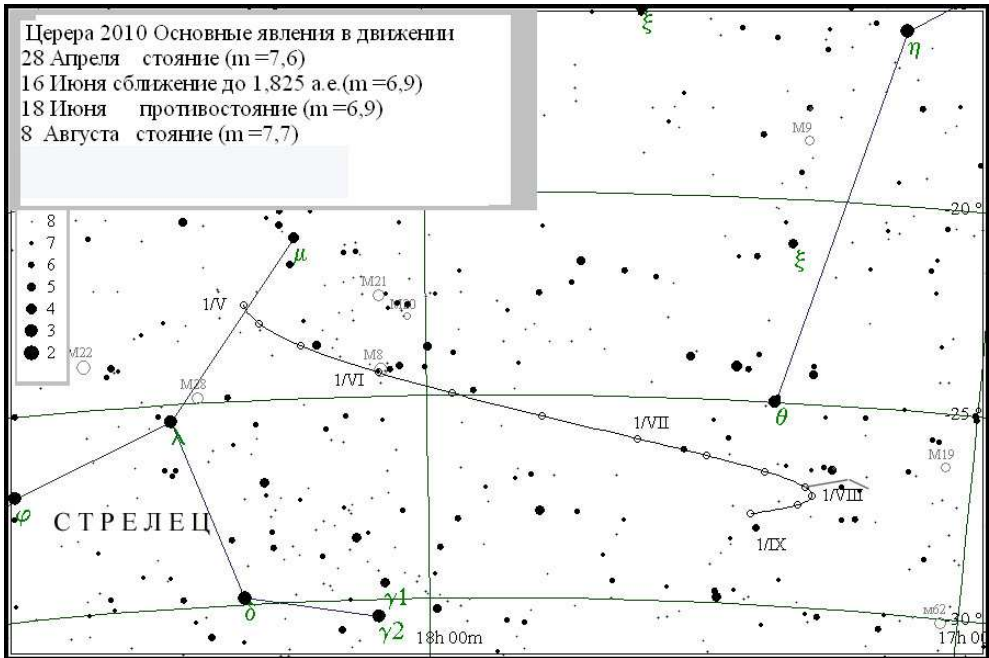 Церера 2010 Основные явления в движении
28 Апреля стояние (m =7,6)
16 Июня сближение до 1,825 а.е.(m =6,9)
18 Июня противостояние (m =6,9)
8 Августа стояние (m =7,7)
ξ
η
M9
-20°
8
7
6
5
4
3
2
μ
ξ
M21
M20
1/V
M22
M8
1/VI
M28
-25°
θ
λ
1/VII
M19
φ
1/VIII
СТРЕЛЕЦ
1/IX
γ1
о
γ2
м62
-30°
18h 00m
17h 00